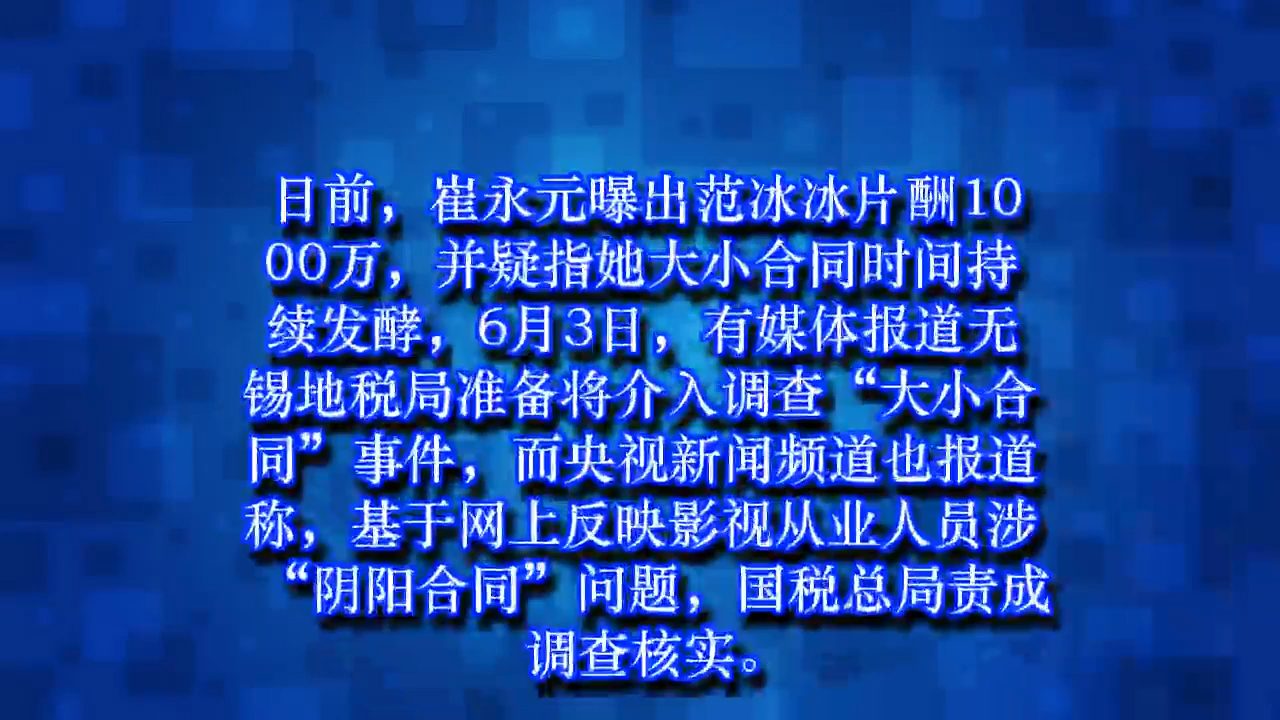 日前，崔永元曝出范冰冰片酬10
00万，并疑指她大小合同时间持
续发酵，6月3日，有媒体报道无
锡地税局准备将介入调查“大小合
同”事件，而央视新闻频道也报道
称，基于网上反映影视从业人员涉
“阴阳合同”问题，国税总局责成
调查核实。